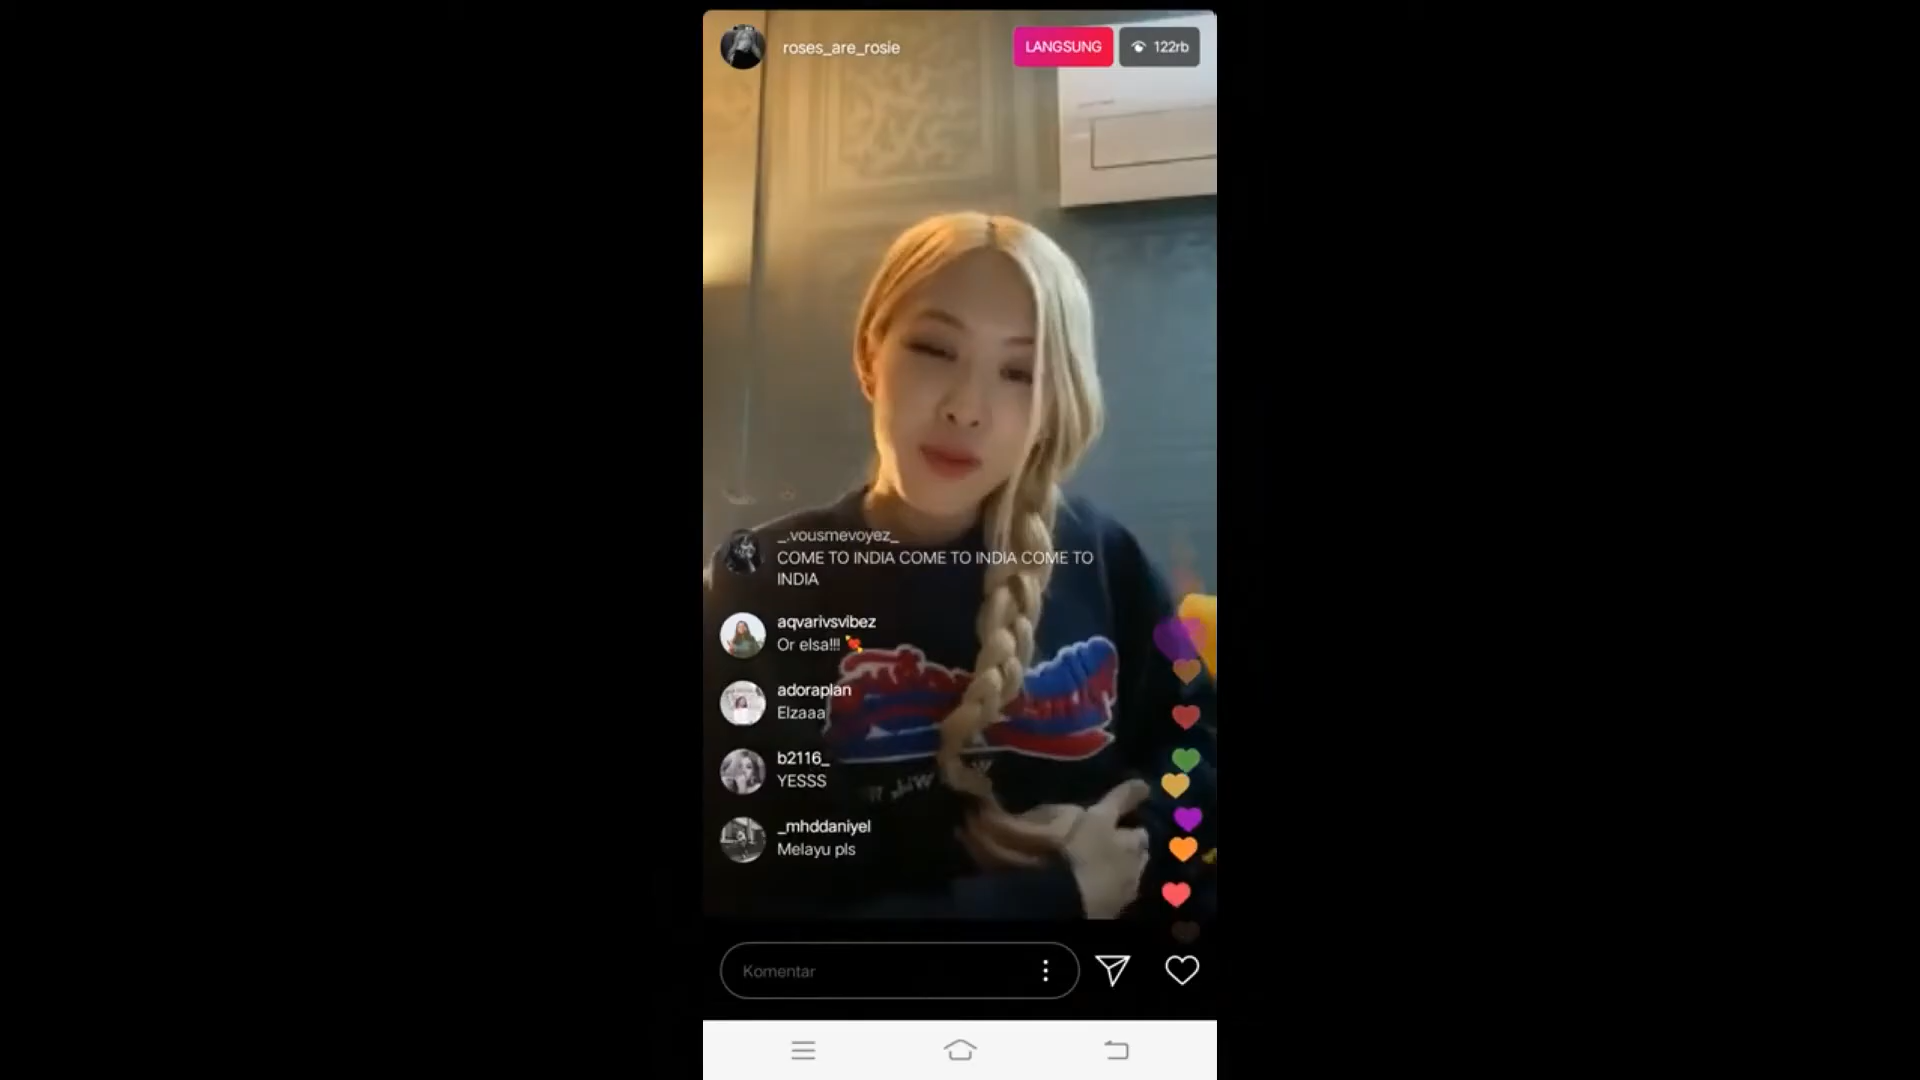 roses_are_rosie
LANGSUNG
122rb
_.vousmevoyez_
COME TO INDIA COME TO INDIA COME TO
INDIA
aqvarivsvibez
Or elsa!!! 💘
adoraplan
Elzaaa
b2116_
YESSS
_mhddaniyel
Melayu pls
Komentar